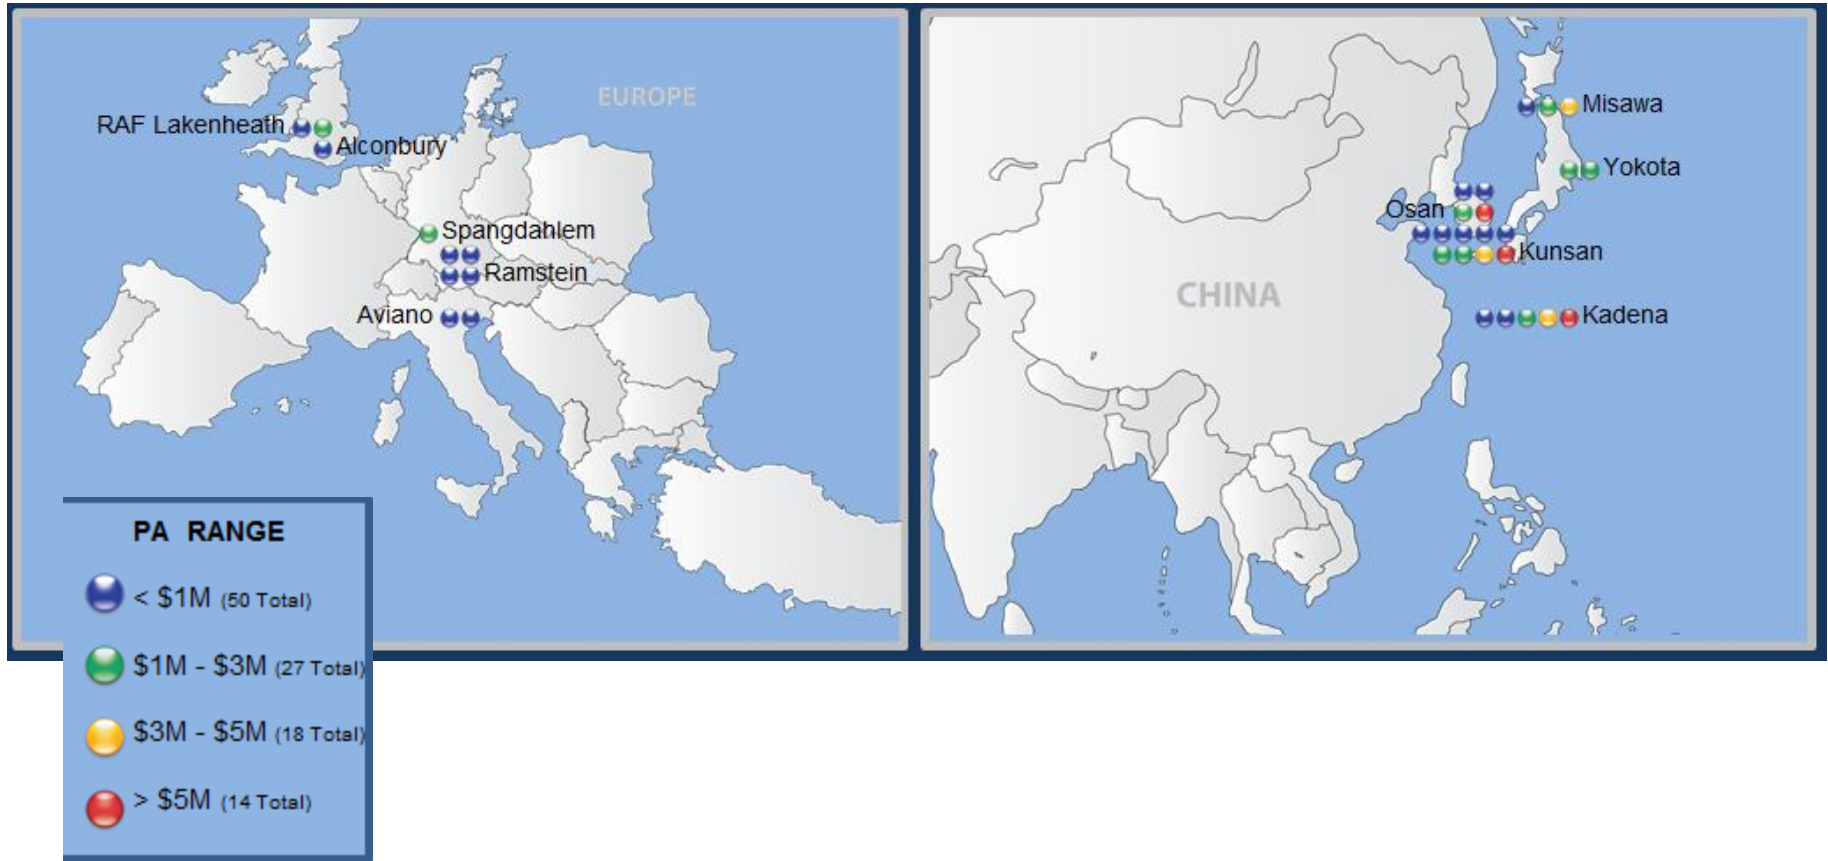 EUROPE
RAF Lakenheath
Alconbury
Spangdahlem
Ramstein
Aviano
PA RANGE
< $1M (50 Total)
$1M - $3M (27 Total)
$3M - $5M (18 Total)
> $5M (14 Total)
Misawa
Yokota
Osan
Kunsan
CHINA
Kadena